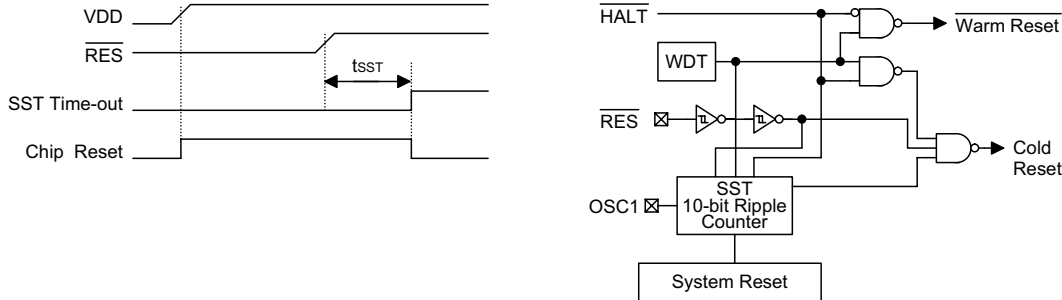 VDD
RES
tSST
SST Time-out
Chip Reset
HALT
Warm Reset
WDT
RES
Cold
Reset
SST
10-bit Ripple
Counter
OSC1
System Reset